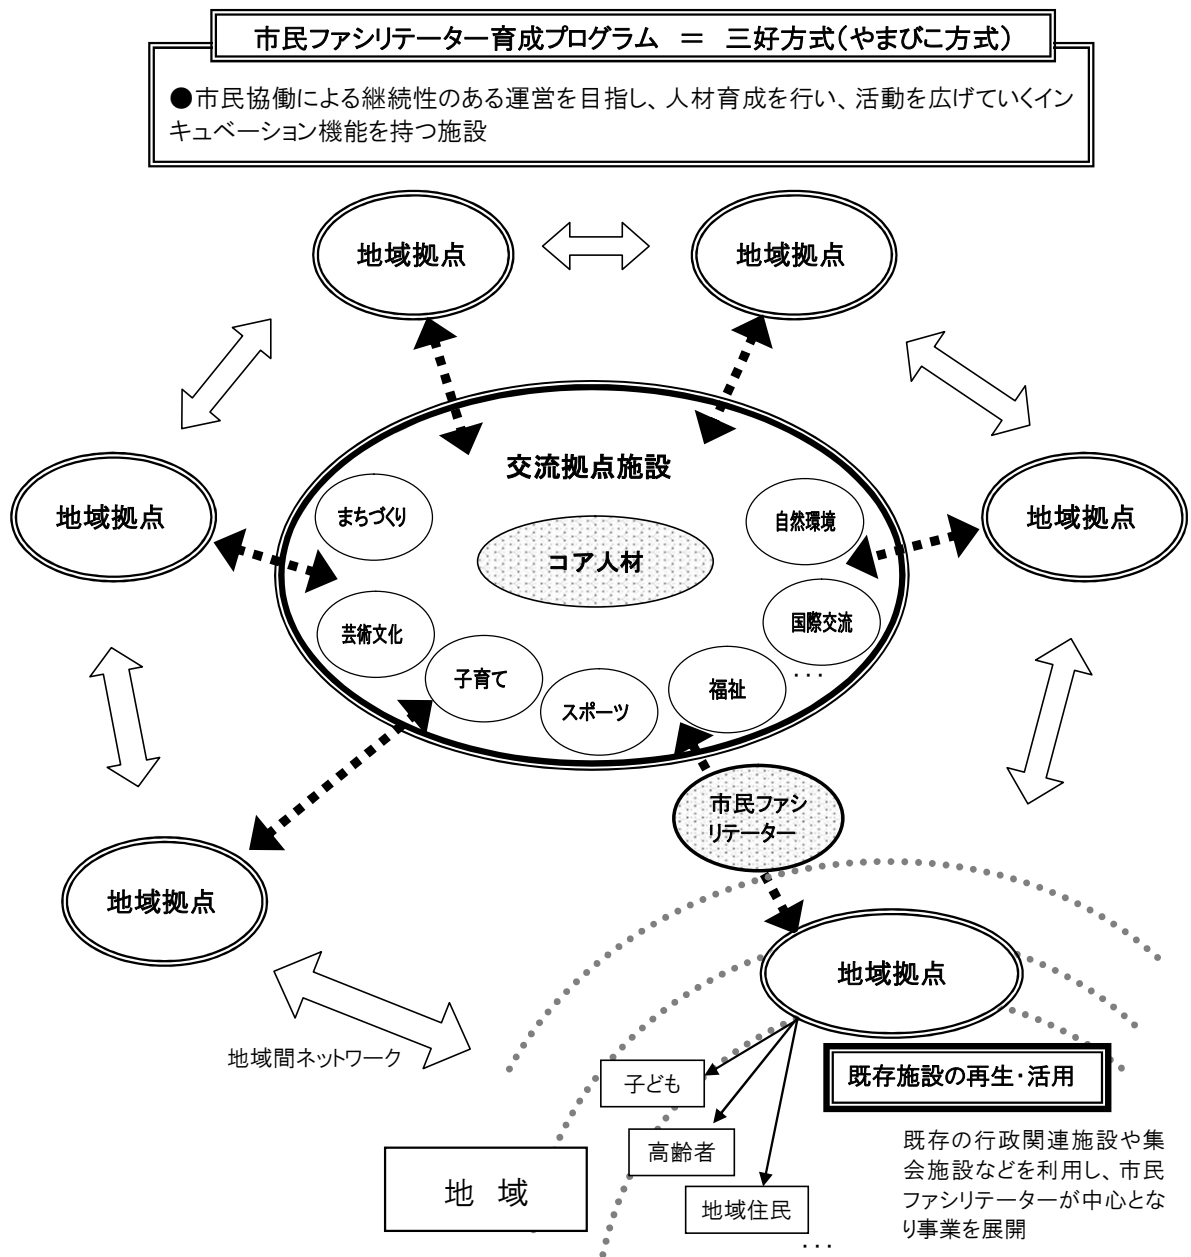 市民ファシリテーター育成プログラム ＝ 三好方式（やまびこ方式）
●市民協働による継続性のある運営を目指し、人材育成を行い、活動を広げていくイン
キュベーション機能を持つ施設
地域拠点
地域拠点
地域拠点
地域拠点
交流拠点施設
まちづくり
自然環境
コア人材
芸術文化
国際交流
子育て
福祉
･･･
スポーツ
市民ファシ
リテーター
地域拠点
地域拠点
地域間ネットワーク
既存施設の再生・活用
子ども
高齢者
地域住民
･･･
地 域
既存の行政関連施設や集
会施設などを利用し、市民
ファシリテーターが中心とな
り事業を展開